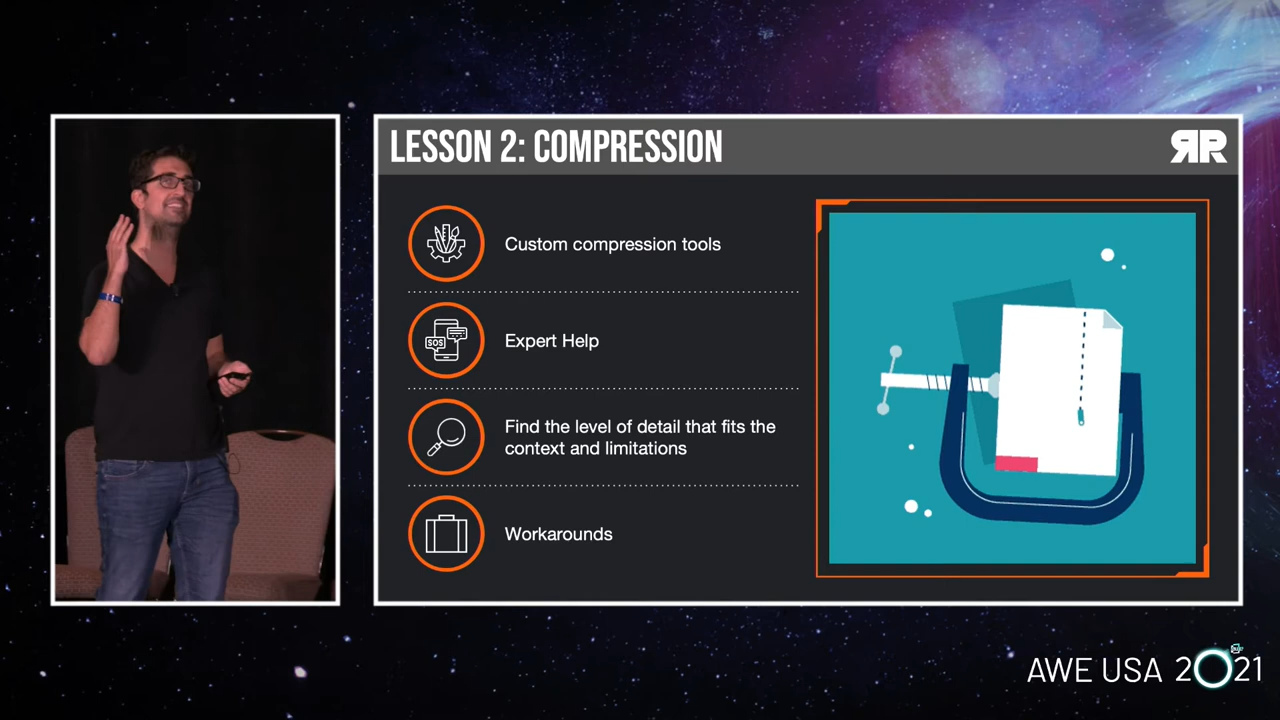 LESSON 2: COMPRESSION
RR
Custom compression tools
SOS
Expert Help
Find the level of detail that fits the
context and limitations
Workarounds
AWE USA 2021